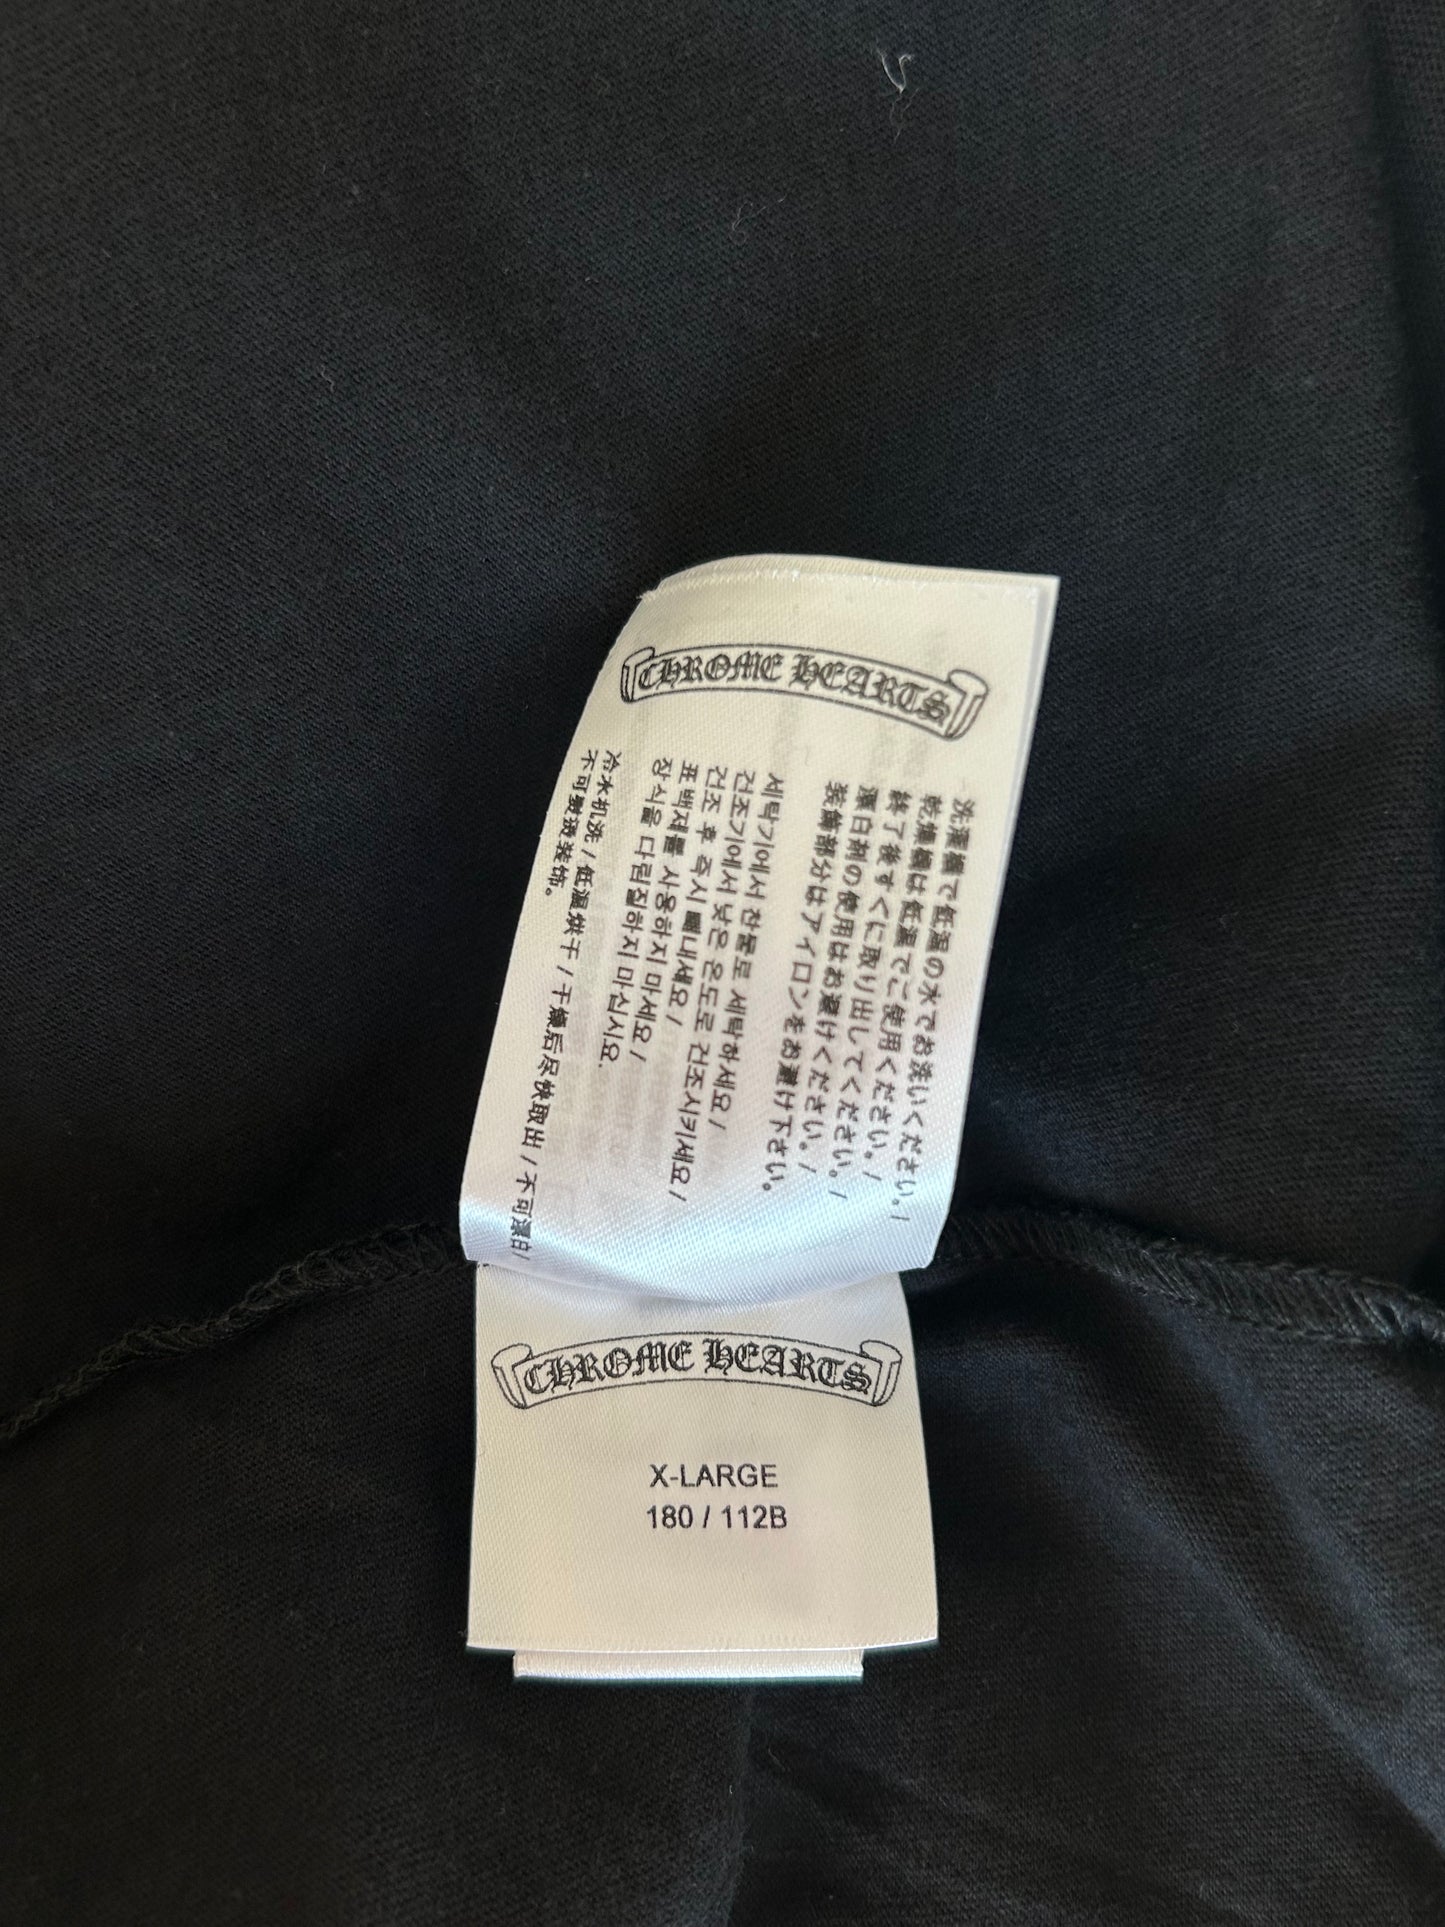 CHROME HEARTS
洗濯機で低温の水でお洗いください。/
乾燥機は低温でご使用ください。/
終了後すぐに取り出してください。/
漂白剤の使用はお避けください。/
装飾部分はアイロンをお避け下さい。
세탁기에서 찬물로 세탁하세요 /
건조기에서 낮은 온도로 건조시키세요 /
건조 후 즉시 빼내세요 /
표백제를 사용하지 마세요 /
장식을 다림질하지 마십시요.
冷水机洗 / 低温烘干 / 干燥后尽快取出 / 不可漂白/
不可熨烫装饰。
CHROME HEARTS
X-LARGE
180 / 112B